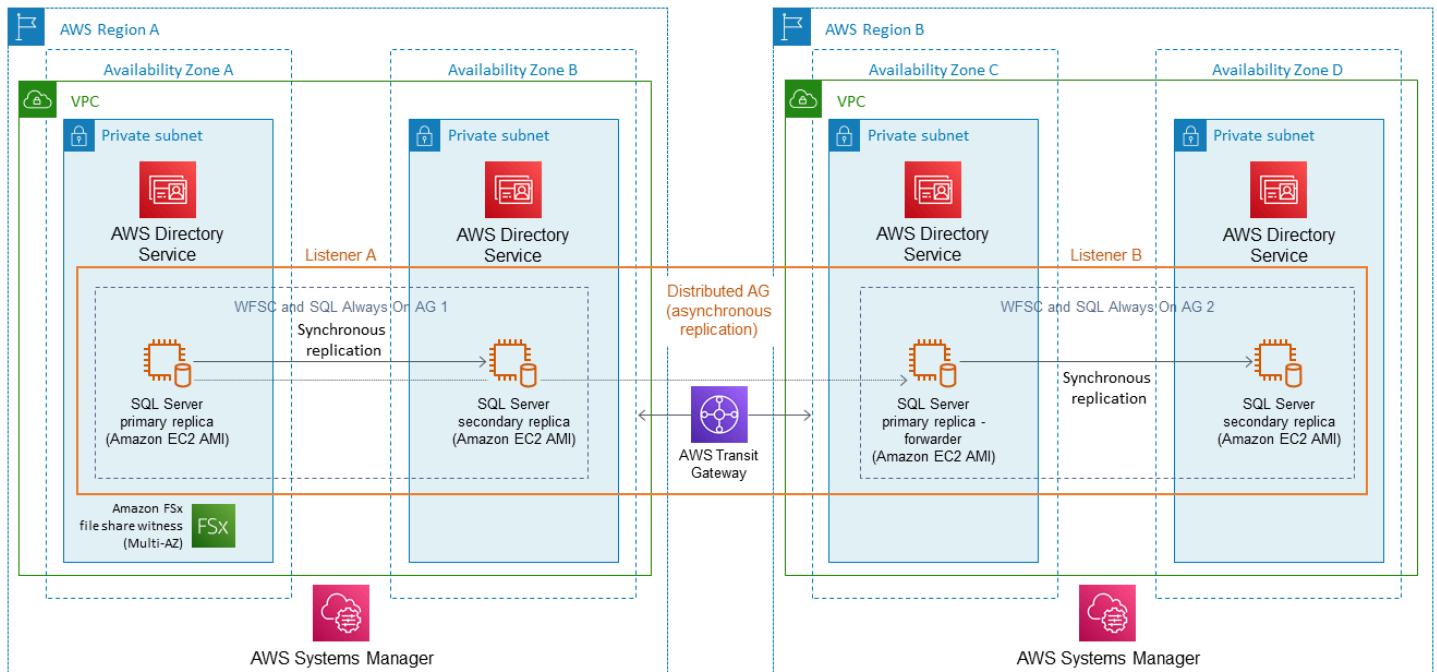 AWS Region A
AWS Region B
Availability Zone A
Availability Zone B
Availability Zone C
Availability Zone D
VPC
VPC
Private subnet
Private subnet
Private subnet
Private subnet
AWS Directory
Service
AWS Directory
Service
AWS Directory
Service
AWS Directory
Service
Listener A
Listener B
Distributed AG
(asynchronous
replication)
WFSC and SQL Always On AG 1
WFSC and SQL Always On AG 2
Synchronous
replication
Synchronous
replication
SQL Server
primary replica
(Amazon EC2 AMI)
SQL Server
secondary replica
(Amazon EC2 AMI)
AWS Transit
Gateway
SQL Server
primary replica -
forwarder
(Amazon EC2 AMI)
SQL Server
secondary replica
(Amazon EC2 AMI)
Amazon FSx
file share witness
(Multi-AZ)
FSx
AWS Systems Manager
AWS Systems Manager